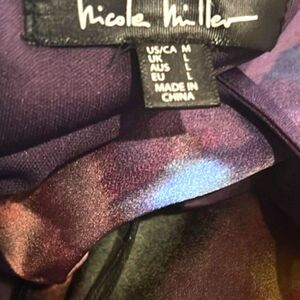 nicole miller
US/CA M
UK L
AUS L
EU L
MADE IN
CHINA